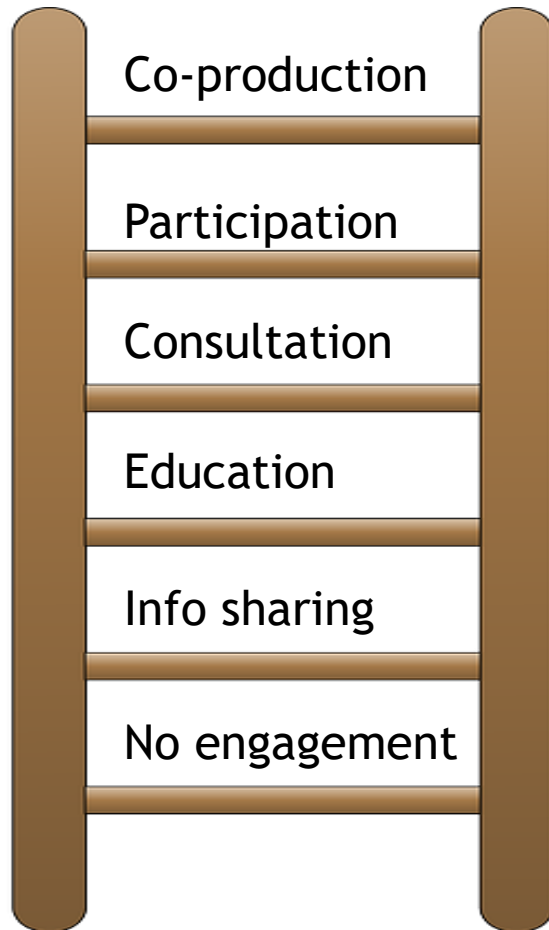 Co-production
Participation
Consultation
Education
Info sharing
No engagement